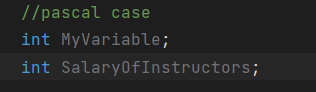 //pascal case
int MyVariable;
int SalaryOfInstructors;